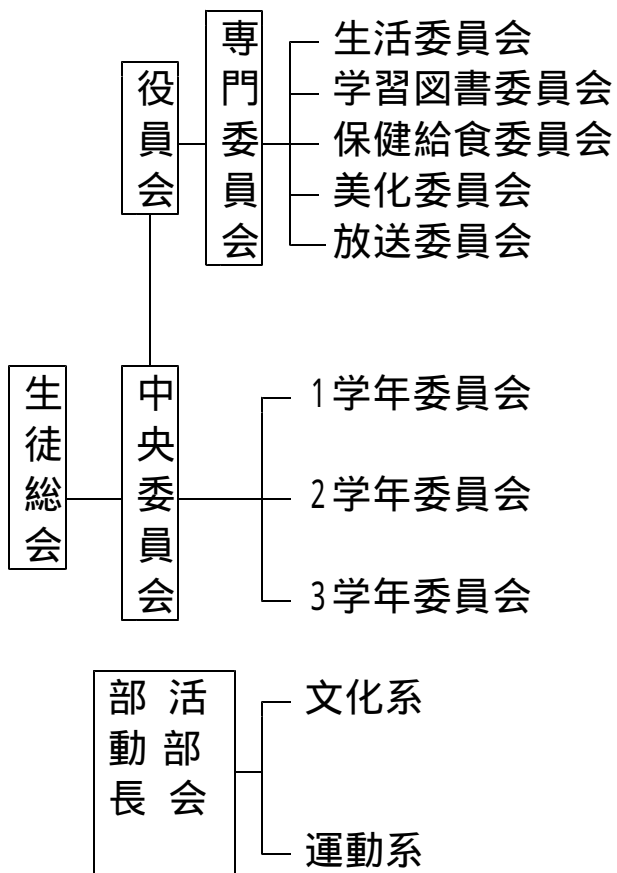 専門委員会
生活委員会
学習図書委員会
保健給食委員会
美化委員会
放送委員会
役員会
生徒総会
中央委員会
1学年委員会
2学年委員会
3学年委員会
部活
動部
長会
文化系
運動系